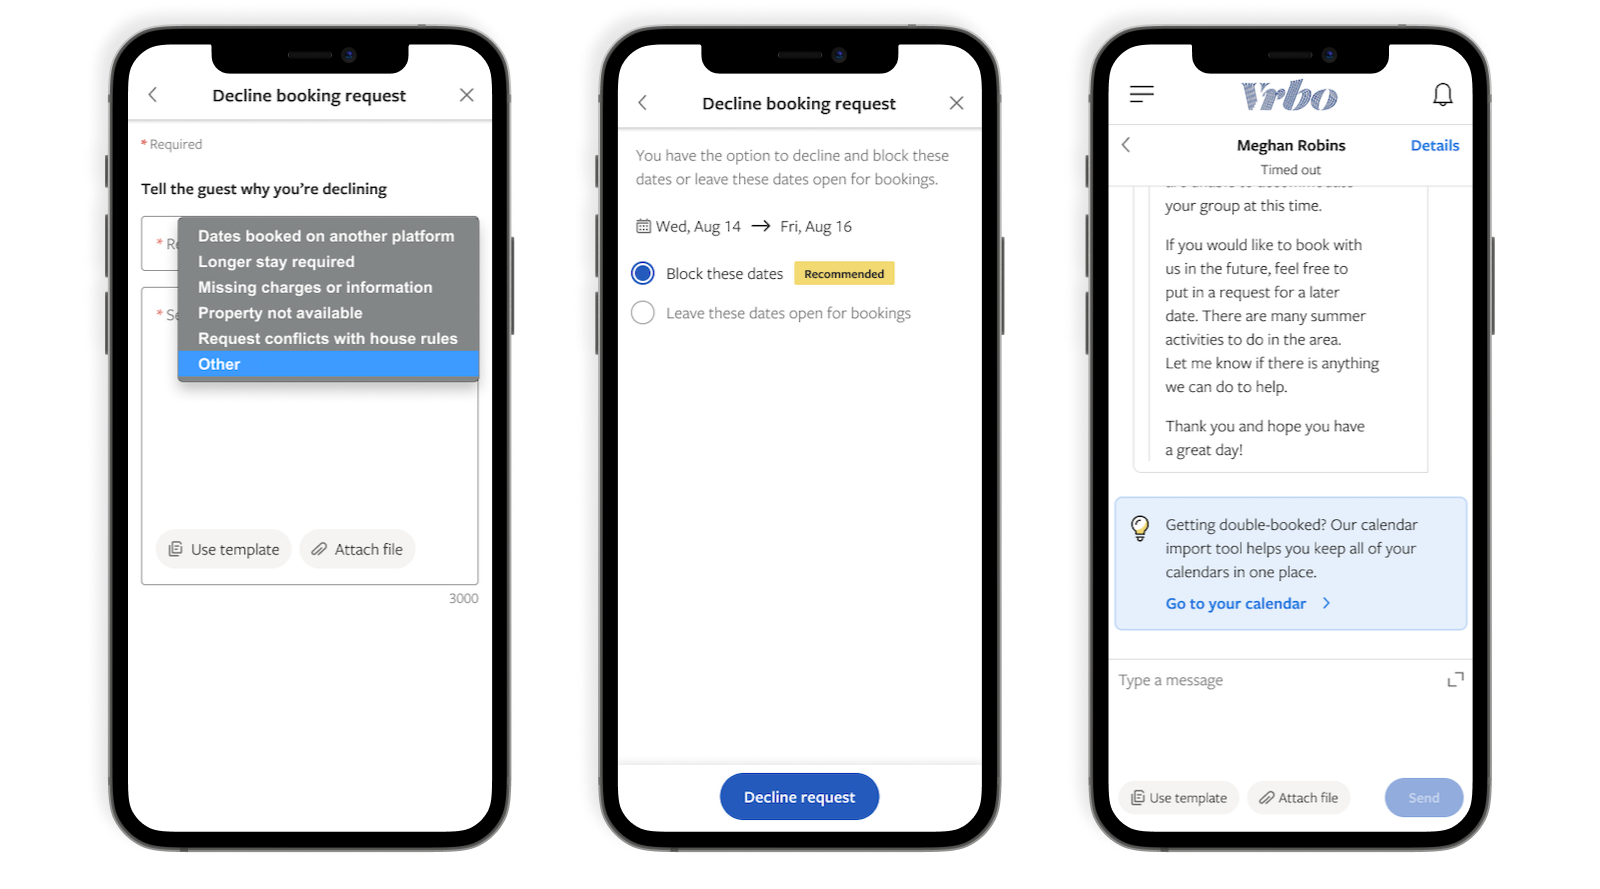 Decline booking request
* Required
Tell the guest why you're declining
* Re
Dates booked on another platform
Longer stay required
Missing charges or information
Property not available
Request conflicts with house rules
Other
* Se
Use template
Attach file
3000
Decline booking request
You have the option to decline and block these
dates or leave these dates open for bookings.
Wed, Aug 14 → Fri, Aug 16
Block these dates Recommended
Leave these dates open for bookings
Decline request
Vrbo
Meghan Robins
Details
Timed out
your group at this time.
If you would like to book with
us in the future, feel free to
put in a request for a later
date. There are many summer
activities to do in the area.
Let me know if there is anything
we can do to help.
Thank you and hope you have
a great day!
Getting double-booked? Our calendar
import tool helps you keep all of your
calendars in one place.
Go to your calendar
Type a message
Use template
Attach file
Send